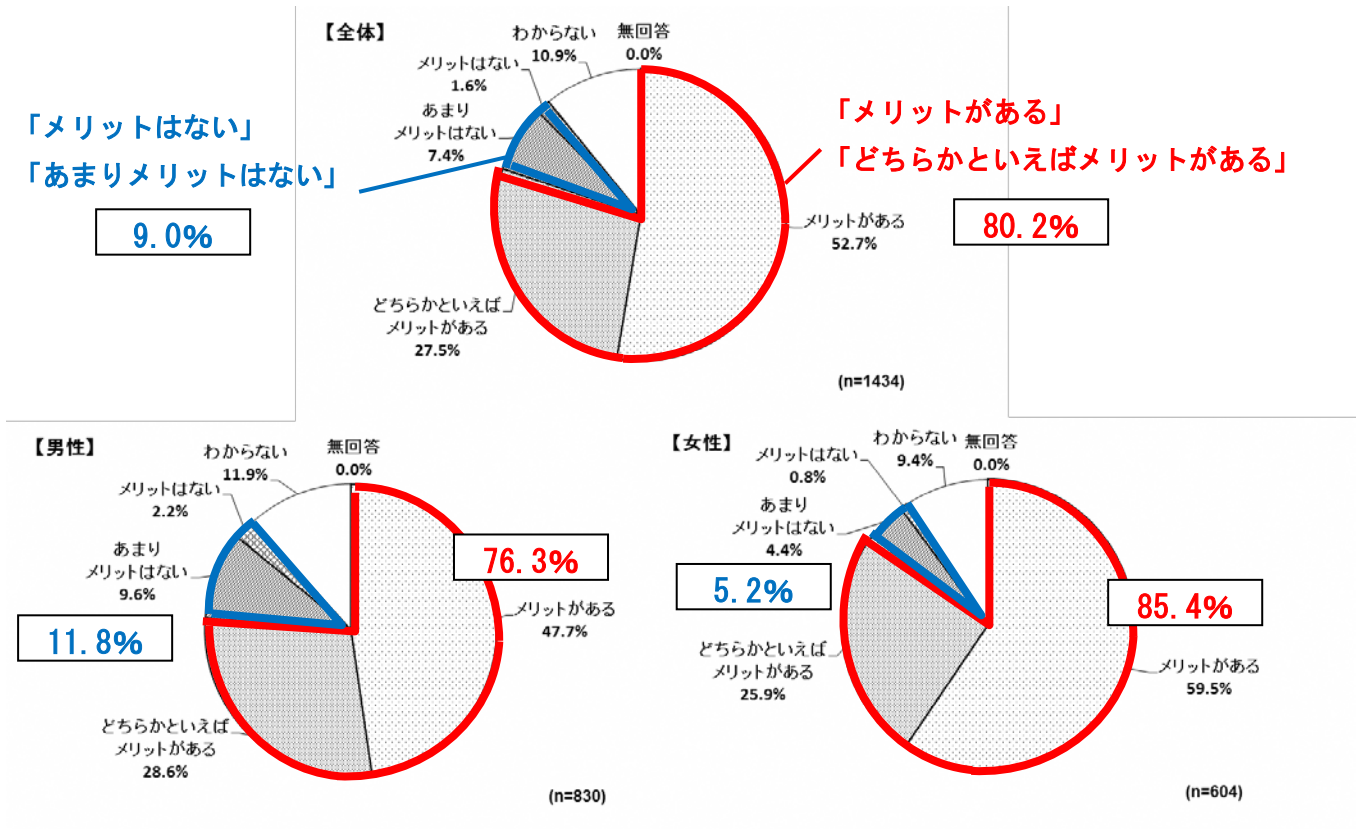 【全体】
わからない
10.9%
無回答
0.0%
メリットはない
1.6%
あまり
メリットはない
7.4%
「メリットはない」
「あまりメリットはない」
9.0%
「メリットがある」
「どちらかといえばメリットがある」
80.2%
メリットがある
52.7%
どちらかといえば
メリットがある
27.5%
(n=1434)
【男性】
わからない
11.9%
無回答
0.0%
メリットはない
2.2%
あまり
メリットはない
9.6%
11.8%
76.3%
メリットがある
47.7%
どちらかといえば
メリットがある
28.6%
(n=830)
【女性】
わからない
9.4%
無回答
0.0%
メリットはない
0.8%
あまり
メリットはない
4.4%
5.2%
85.4%
どちらかといえば
メリットがある
25.9%
メリットがある
59.5%
(n=604)